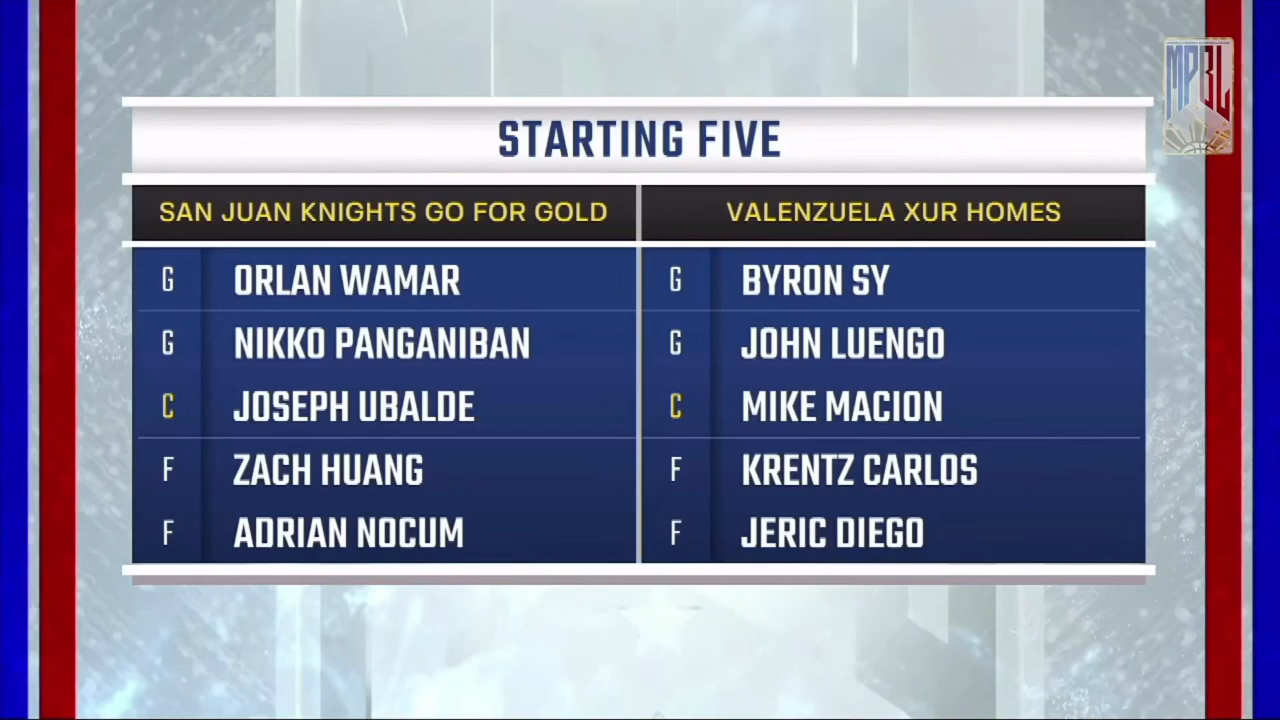 MPBL
STARTING FIVE
SAN JUAN KNIGHTS GO FOR GOLD
G ORLAN WAMAR
G NIKKO PANGANIBAN
C JOSEPH UBALDE
F ZACH HUANG
F ADRIAN NOCUM
VALENZUELA XUR HOMES
G BYRON SY
G JOHN LUENGO
C MIKE MACION
F KRENTZ CARLOS
F JERIC DIEGO